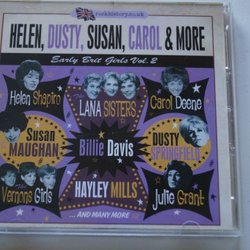 rockhistory.co.uk
HELEN, DUSTY, SUSAN, CAROL & MORE
Early Brit Girls Vol. 2
Helen Shapiro
LANA SISTERS
Carol Deene
Susan
MAUGHAN
Billie Davis
DUSTY
SPRINGFIELD
Vernons Girls
HAYLEY MILLS
Julie Grant
...AND MANY MORE